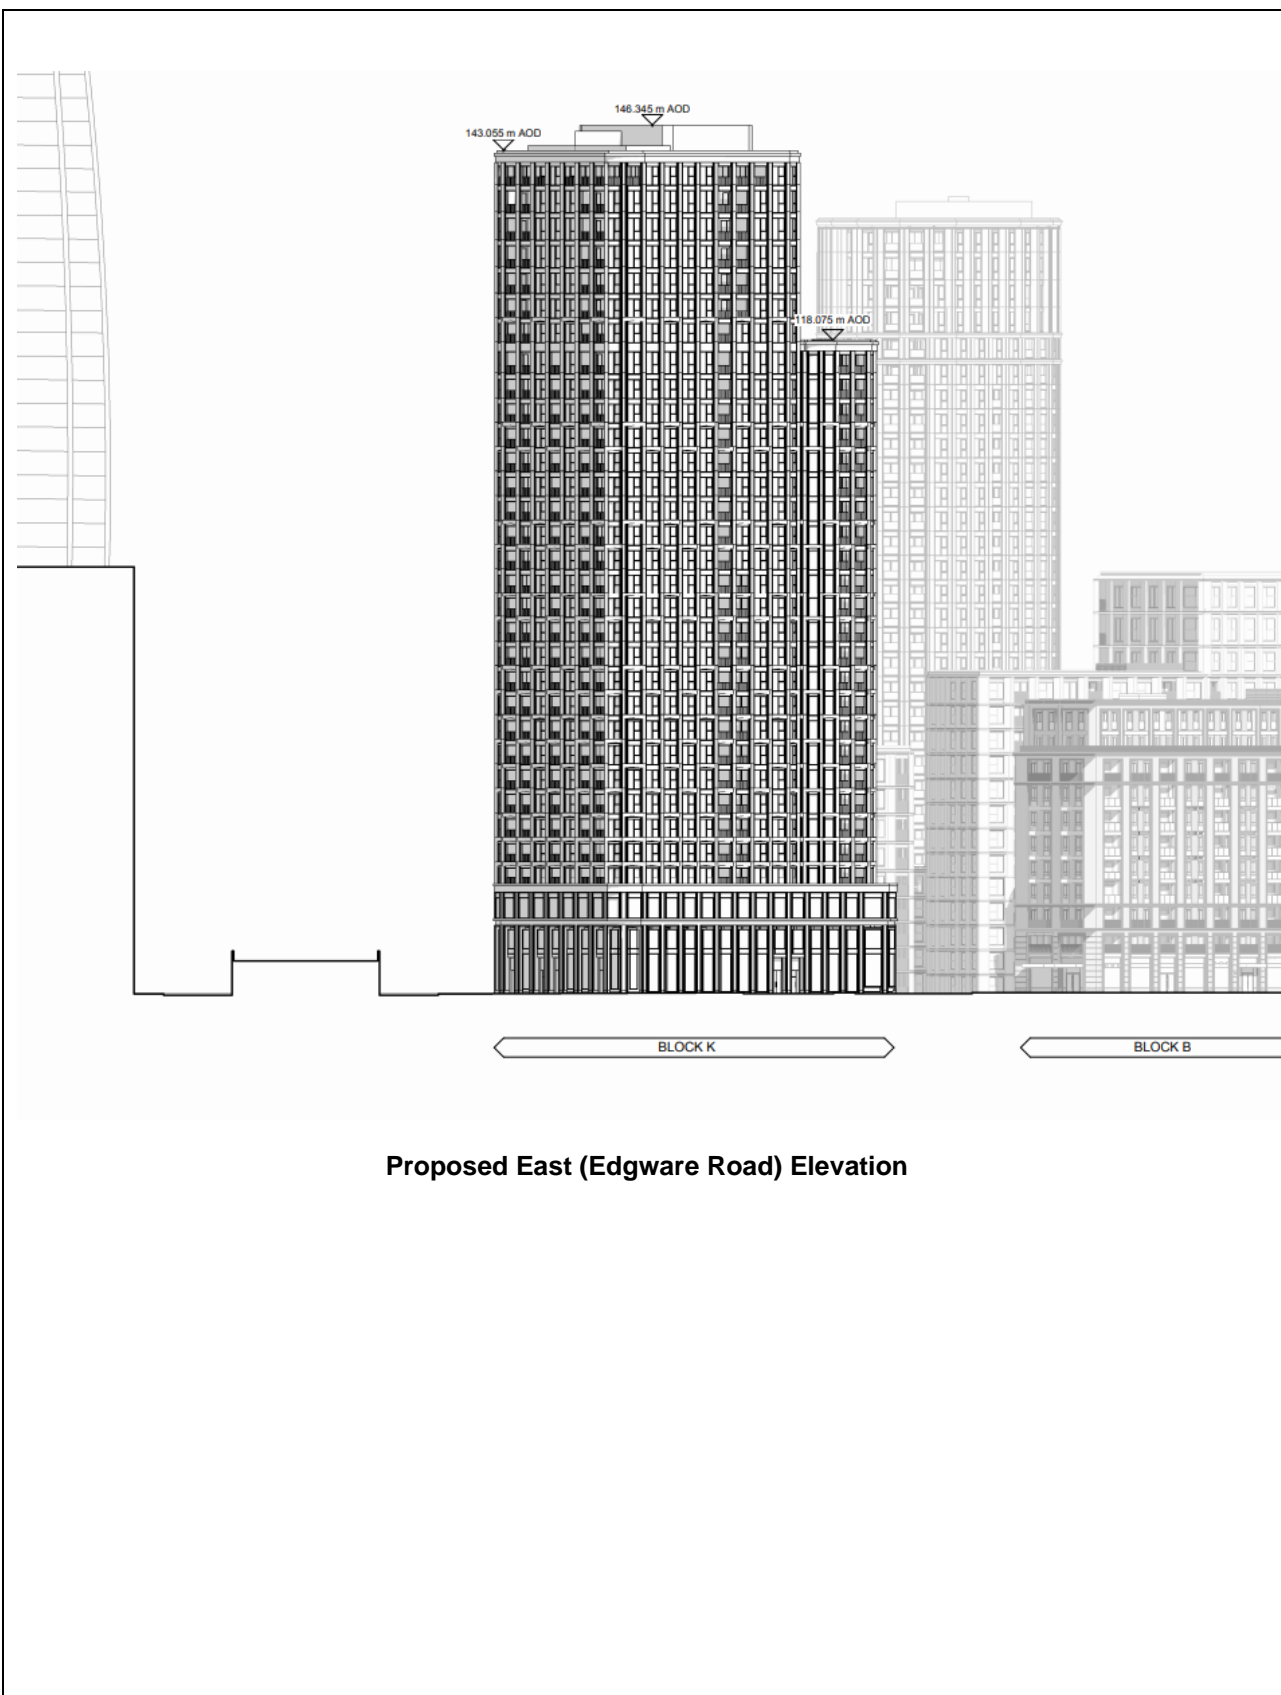 146.345 m AOD
143.055 m AOD
118.075 m AOD
BLOCK K
BLOCK B
Proposed East (Edgware Road) Elevation